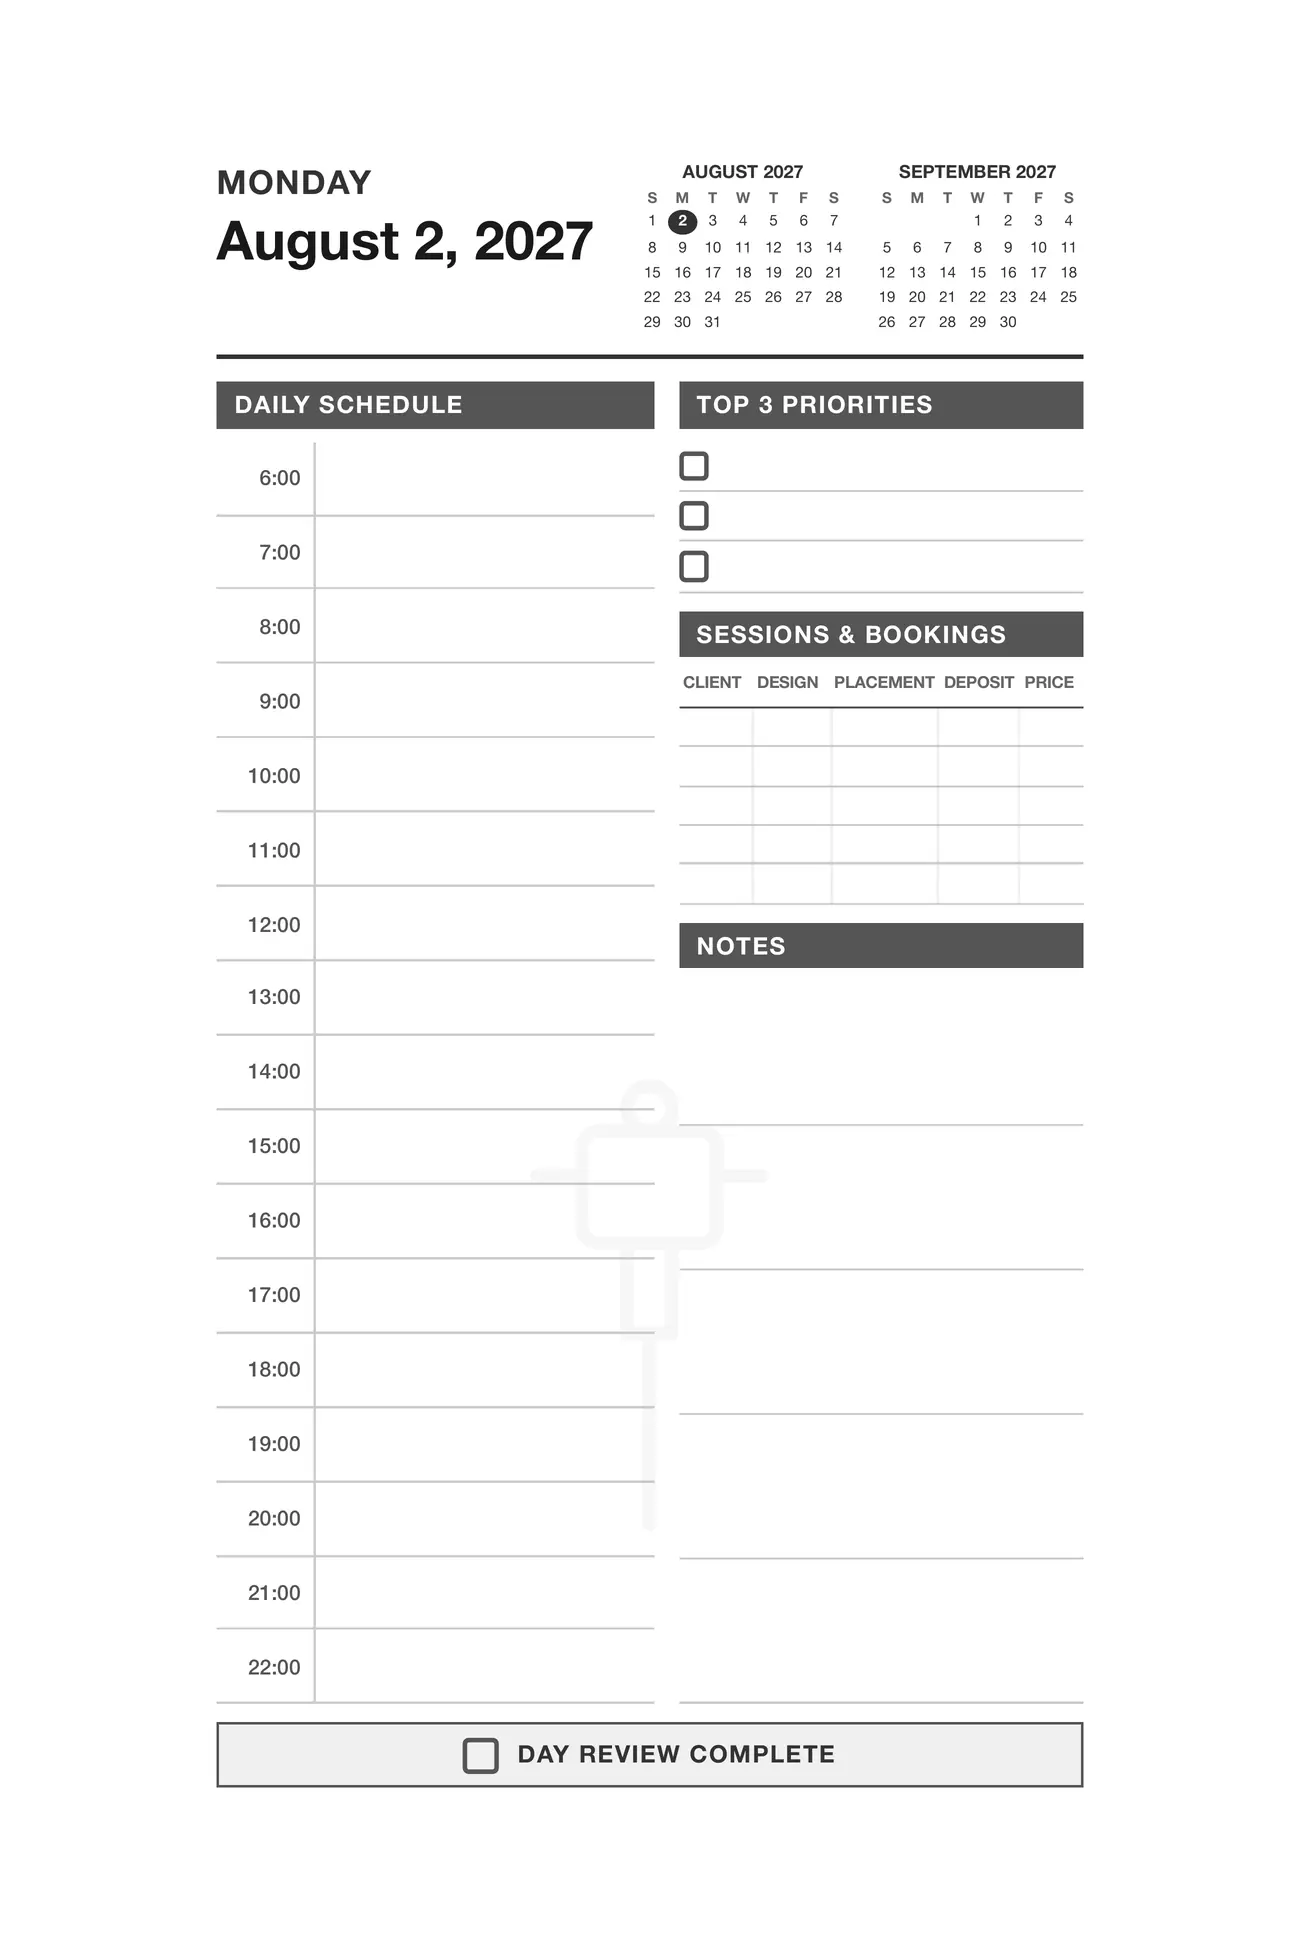 MONDAY
August 2, 2027
AUGUST 2027
S M T W T F S
1 2 3 4 5 6 7
8 9 10 11 12 13 14
15 16 17 18 19 20 21
22 23 24 25 26 27 28
29 30 31
SEPTEMBER 2027
S M T W T F S
1 2 3 4
5 6 7 8 9 10 11
12 13 14 15 16 17 18
19 20 21 22 23 24 25
26 27 28 29 30
DAILY SCHEDULE
6:00
7:00
8:00
9:00
10:00
11:00
12:00
13:00
14:00
15:00
16:00
17:00
18:00
19:00
20:00
21:00
22:00
TOP 3 PRIORITIES
SESSIONS & BOOKINGS
CLIENT DESIGN PLACEMENT DEPOSIT PRICE
NOTES
DAY REVIEW COMPLETE